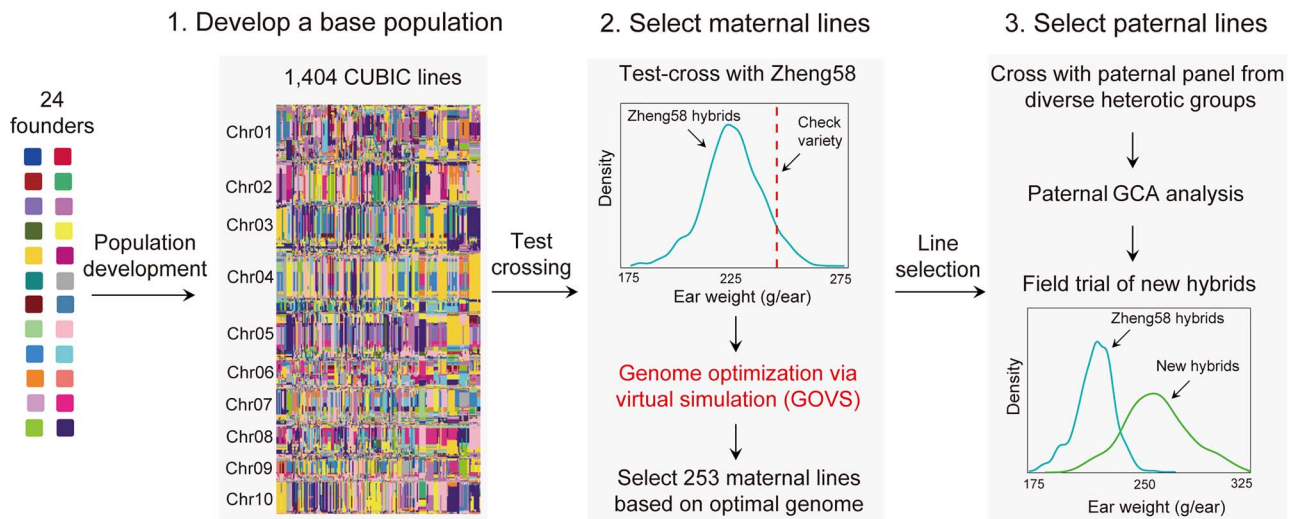 1. Develop a base population
24
founders
Population
development
1,404 CUBIC lines
Chr01
Chr02
Chr03
Chr04
Chr05
Chr06
Chr07
Chr08
Chr09
Chr10
Test
crossing
2. Select maternal lines
Test-cross with Zheng58
Zheng58 hybrids
Check
variety
Density
175
225
275
Ear weight (g/ear)
Genome optimization via
virtual simulation (GOVS)
Select 253 maternal lines
based on optimal genome
Line
selection
3. Select paternal lines
Cross with paternal panel from
diverse heterotic groups
Paternal GCA analysis
Field trial of new hybrids
Zheng58 hybrids
New hybrids
Density
175
250
325
Ear weight (g/ear)